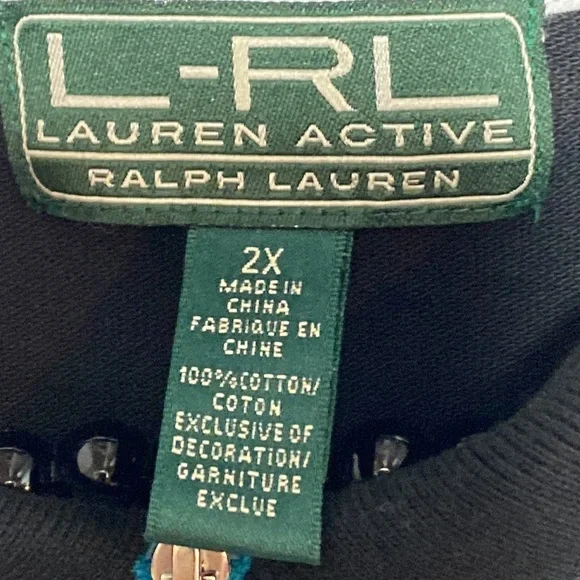 L-RL
LAUREN ACTIVE
RALPH LAUREN
2X
MADE IN
CHINA
FABRIQUE EN
CHINE
100%COTTON/
COTON
EXCLUSIVE OF
DECORATION/
GARNITURE
EXCLUE